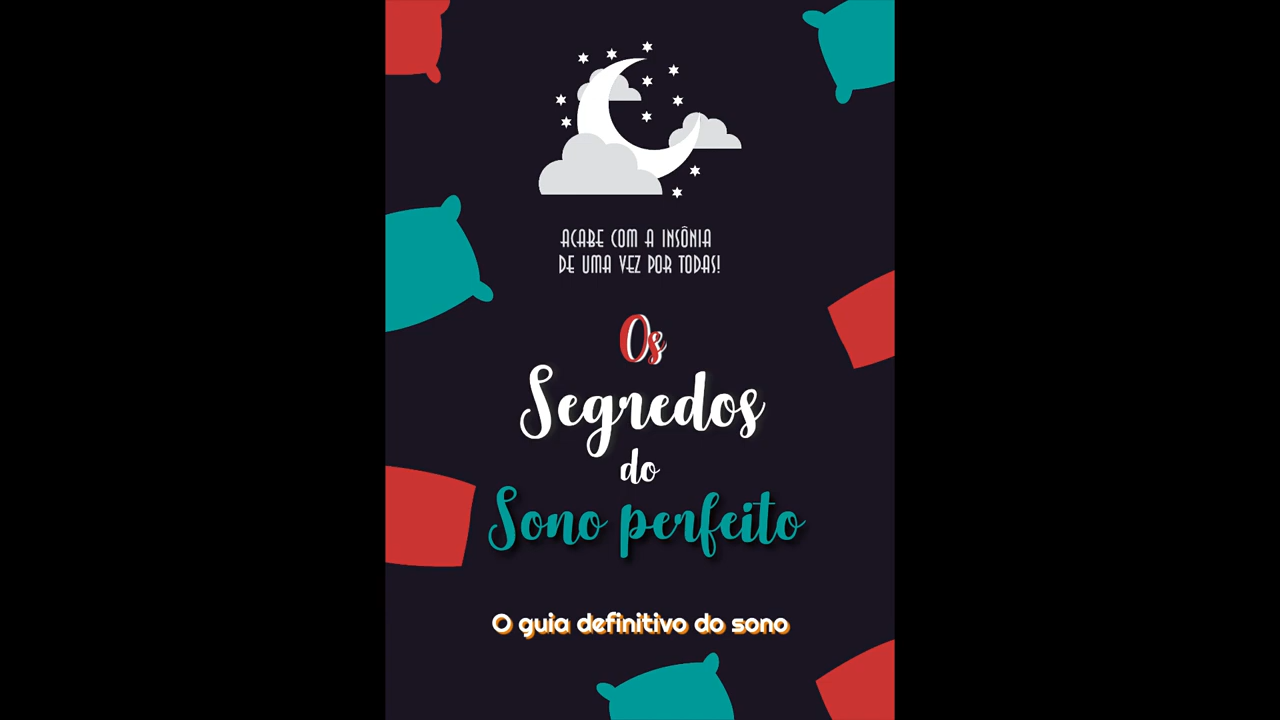 ACABE COM A INSÔNIA
DE UMA VEZ POR TODAS!
Os
Segredos
do
Sono perfeito
O guia definitivo do sono